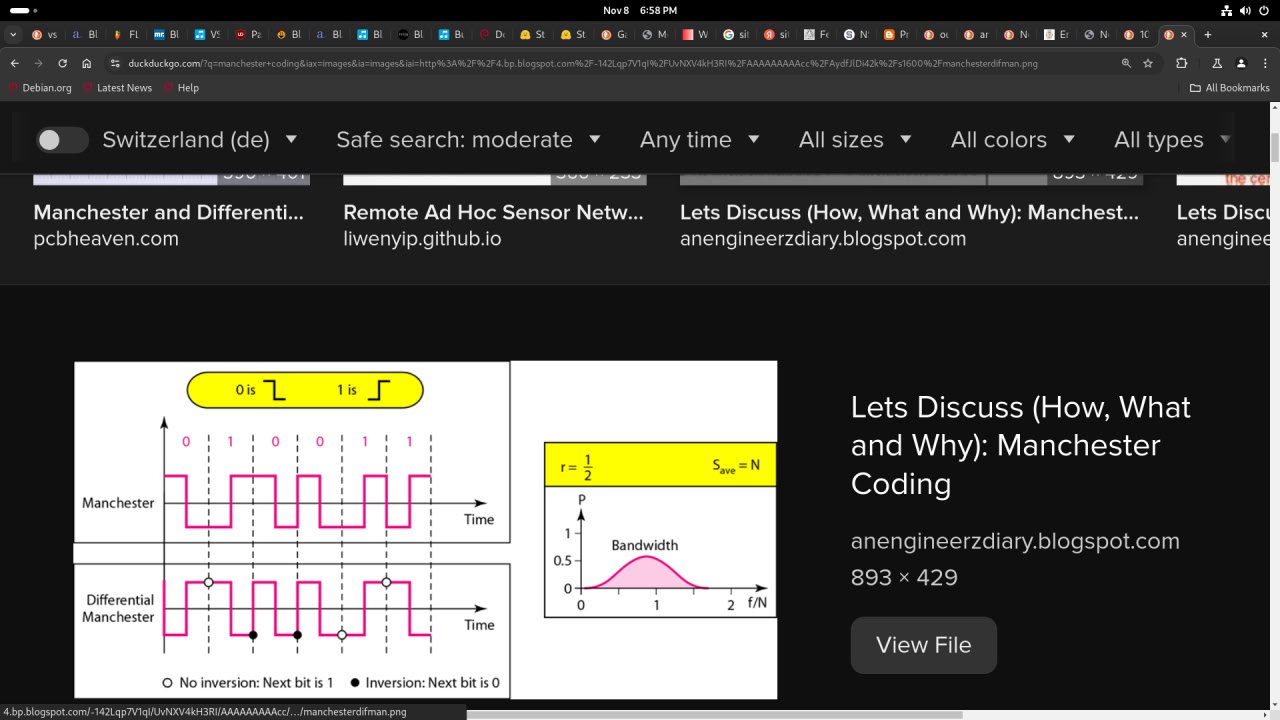 Nov 8 6:58 PM
vs
Bl
FL
Bl
VS
Pa
Bl
Bl
Bl
Bl
Bu
De
St
St
Ga
M
W
sit
sit
Fe
N
Pr
ou
ar
N
Er
N
10
duckduckgo.com/?q=manchester+coding&iax=images&ia=images&iai=http%3A%2F%2F4.bp.blogspot.com%2F-142Lqp7V1qI%2FUvNXV4kH3RI%2FAAAAAAAAAcc%2FAydfJlDi42k%2Fs1600%2Fmanchesterdifman.png
Debian.org Latest News Help All Bookmarks
Switzerland (de) Safe search: moderate Any time All sizes All colors All types
the cer
Manchester and Differenti... Remote Ad Hoc Sensor Netw... Lets Discuss (How, What and Why): Manchest... Lets Discu
pcbheaven.com liwenyip.github.io anengineerzdiary.blogspot.com anenginee
0 is 1 is
0 1 0 0 1 1
Manchester
Time
Differential
Manchester
Time
No inversion: Next bit is 1 Inversion: Next bit is 0
r = 1/2 Save = N
P
1
Bandwidth
0.5
0
0 1 2 f/N
Lets Discuss (How, What
and Why): Manchester
Coding
anengineerzdiary.blogspot.com
893 × 429
View File
4.bp.blogspot.com/-142Lqp7V1qI/UvNXV4kH3RI/AAAAAAAAAcc/.../manchesterdifman.png